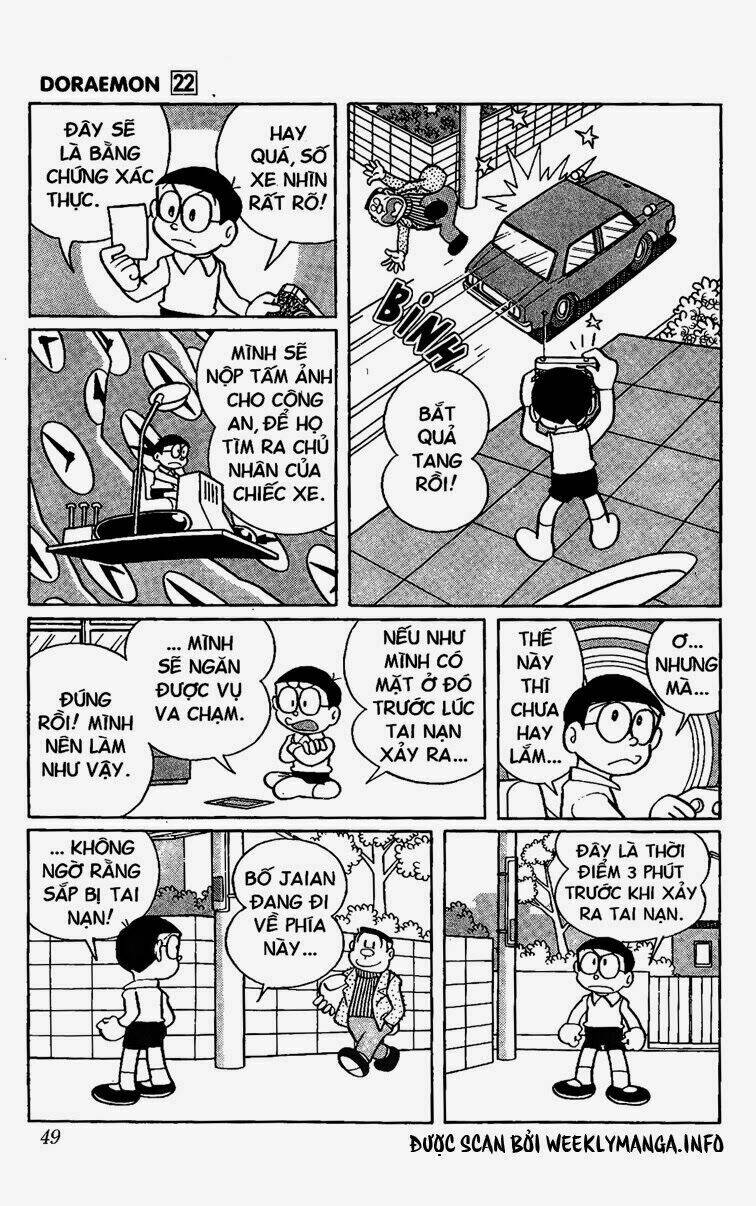 DORAEMON 22
BINH
BẮT
QUẢ
TANG
RỒI!
HAY
QUÁ, SỐ
XE NHÌN
RẤT RÕ!
ĐÂY SẼ
LÀ BẰNG
CHỨNG XÁC
THỰC.
MÌNH SẼ
NỘP TẤM ẢNH
CHO CÔNG
AN, ĐỂ HỌ
TÌM RA CHỦ
NHÂN CỦA
CHIẾC XE.
Ơ...
NHƯNG
MÀ...
THẾ
NÀY
THÌ
CHƯA
HAY
LẮM...
NẾU NHƯ
MÌNH CÓ
MẶT Ở ĐÓ
TRƯỚC LÚC
TAI NẠN
XẢY RA...
... MÌNH
SẼ NGĂN
ĐƯỢC VỤ
VA CHẠM.
ĐÚNG
RỒI! MÌNH
NÊN LÀM
NHƯ VẬY.
ĐÂY LÀ THỜI
ĐIỂM 3 PHÚT
TRƯỚC KHI XẢY
RA TAI NẠN.
BỐ JAIAN
ĐANG ĐI
VỀ PHÍA
NÀY...
... KHÔNG
NGỜ RẰNG
SẮP BỊ TAI
NẠN!
49
ĐƯỢC SCAN BỞI WEEKLYMANGA.INFO